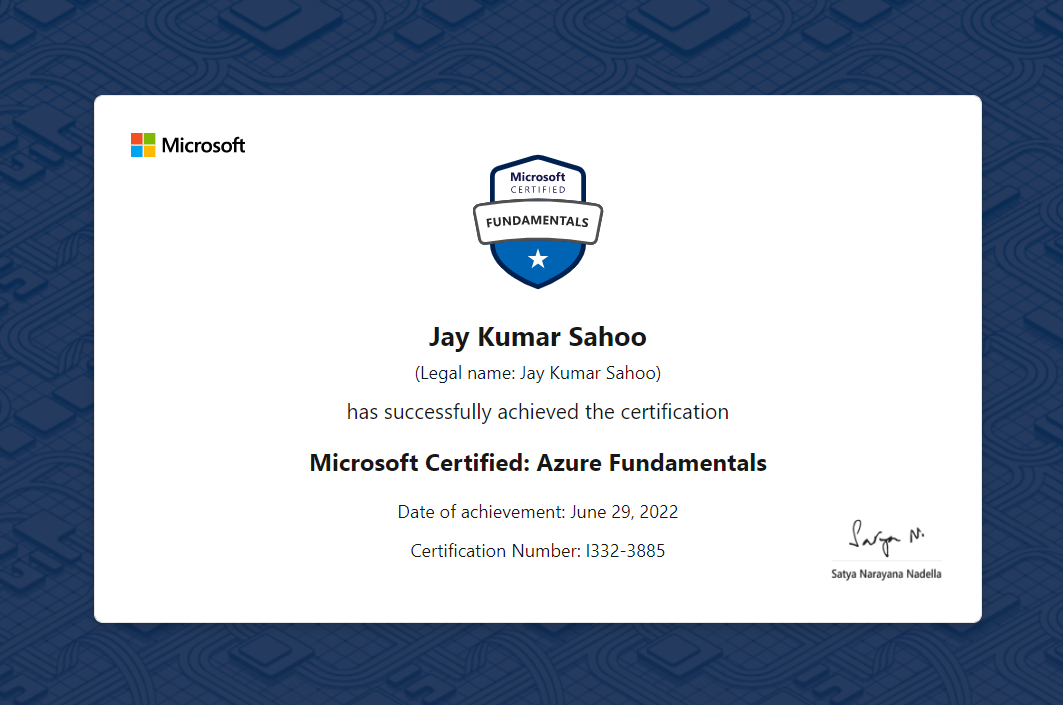 Microsoft
Microsoft
CERTIFIED
FUNDAMENTALS
Jay Kumar Sahoo
(Legal name: Jay Kumar Sahoo)
has successfully achieved the certification
Microsoft Certified: Azure Fundamentals
Date of achievement: June 29, 2022
Certification Number: I332-3885
Satya N.
Satya Narayana Nadella